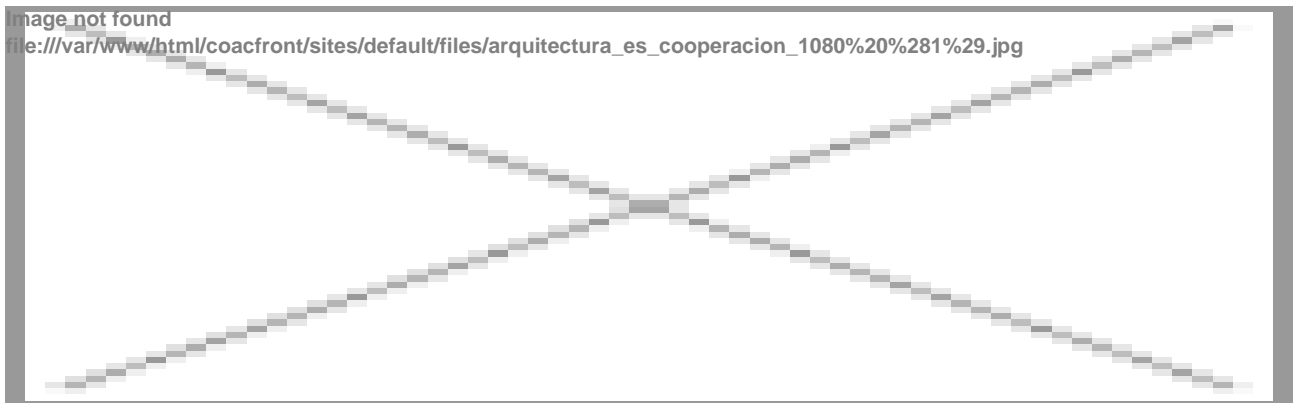 Image not found
file:///var/www/html/coacfront/sites/default/files/arquitectura_es_cooperacion_1080%20%281%29.jpg